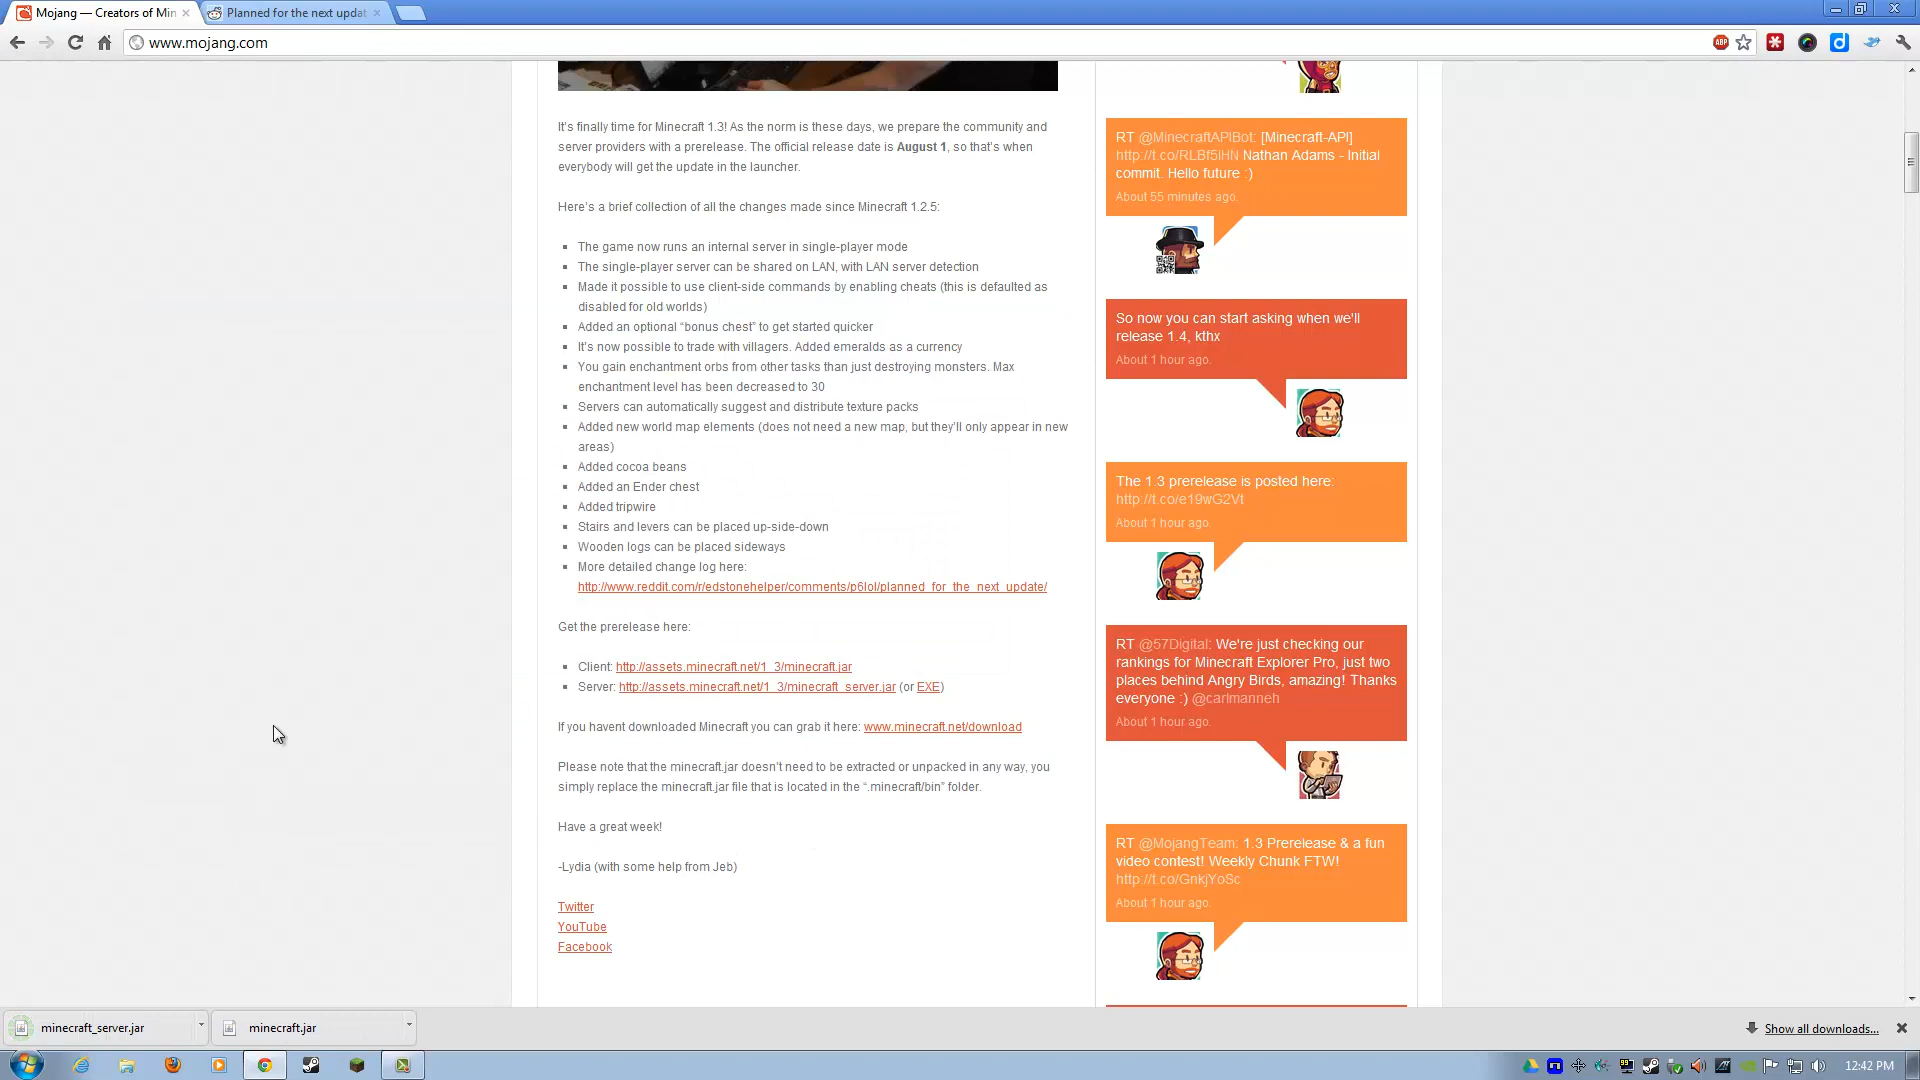 Mojang — Creators of Min
Planned for the next updat
www.mojang.com
ABP
It's finally time for Minecraft 1.3! As the norm is these days, we prepare the community and
server providers with a prerelease. The official release date is August 1, so that's when
everybody will get the update in the launcher.
Here's a brief collection of all the changes made since Minecraft 1.2.5:
The game now runs an internal server in single-player mode
The single-player server can be shared on LAN, with LAN server detection
Made it possible to use client-side commands by enabling cheats (this is defaulted as
disabled for old worlds)
Added an optional “bonus chest” to get started quicker
It's now possible to trade with villagers. Added emeralds as a currency
You gain enchantment orbs from other tasks than just destroying monsters. Max
enchantment level has been decreased to 30
Servers can automatically suggest and distribute texture packs
Added new world map elements (does not need a new map, but they'll only appear in new
areas)
Added cocoa beans
Added an Ender chest
Added tripwire
Stairs and levers can be placed up-side-down
Wooden logs can be placed sideways
More detailed change log here:
http://www.reddit.com/r/edstonehelper/comments/p6lol/planned_for_the_next_update/
Get the prerelease here:
Client: http://assets.minecraft.net/1_3/minecraft.jar
Server: http://assets.minecraft.net/1_3/minecraft_server.jar (or EXE)
If you havent downloaded Minecraft you can grab it here: www.minecraft.net/download
Please note that the minecraft.jar doesn't need to be extracted or unpacked in any way, you
simply replace the minecraft.jar file that is located in the “.minecraft/bin” folder.
Have a great week!
-Lydia (with some help from Jeb)
Twitter
YouTube
Facebook
RT @MinecraftAPIBot: [Minecraft-API]
http://t.co/RLBf5iHN Nathan Adams - Initial
commit. Hello future :)
About 55 minutes ago.
So now you can start asking when we'll
release 1.4, kthx
About 1 hour ago.
The 1.3 prerelease is posted here:
http://t.co/e19wG2Vt
About 1 hour ago.
RT @57Digital: We're just checking our
rankings for Minecraft Explorer Pro, just two
places behind Angry Birds, amazing! Thanks
everyone :) @carlmanneh
About 1 hour ago.
RT @MojangTeam: 1.3 Prerelease & a fun
video contest! Weekly Chunk FTW!
http://t.co/GnkjYoSc
About 1 hour ago.
minecraft_server.jar
minecraft.jar
Show all downloads...
12:42 PM